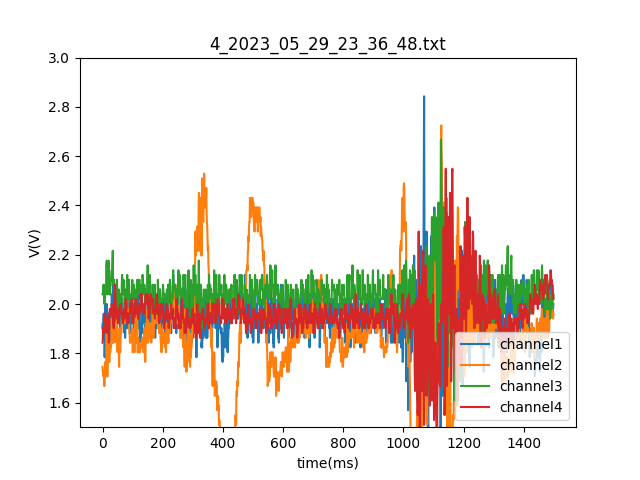 4_2023_05_29_23_36_48.txt
3.0
2.8
2.6
2.4
2.2
2.0
1.8
1.6
V(V)
0 200 400 600 800 1000 1200 1400
time(ms)
channel1
channel2
channel3
channel4